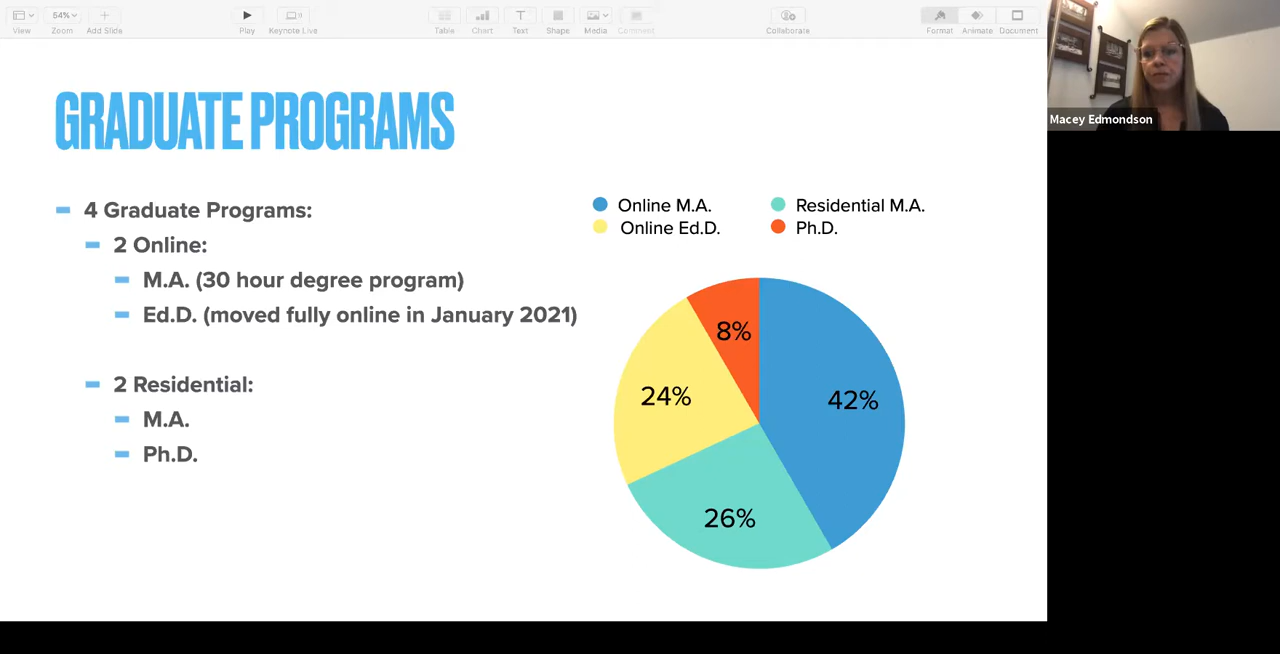 View
54%
Zoom
Add Slide
Play
Keynote Live
Table
Chart
Text
Shape
Media
Comment
Collaborate
Format
Animate
Document
Macey Edmondson
GRADUATE PROGRAMS
4 Graduate Programs:
2 Online:
M.A. (30 hour degree program)
Ed.D. (moved fully online in January 2021)
2 Residential:
M.A.
Ph.D.
Online M.A.
Residential M.A.
Online Ed.D.
Ph.D.
8%
24%
42%
26%